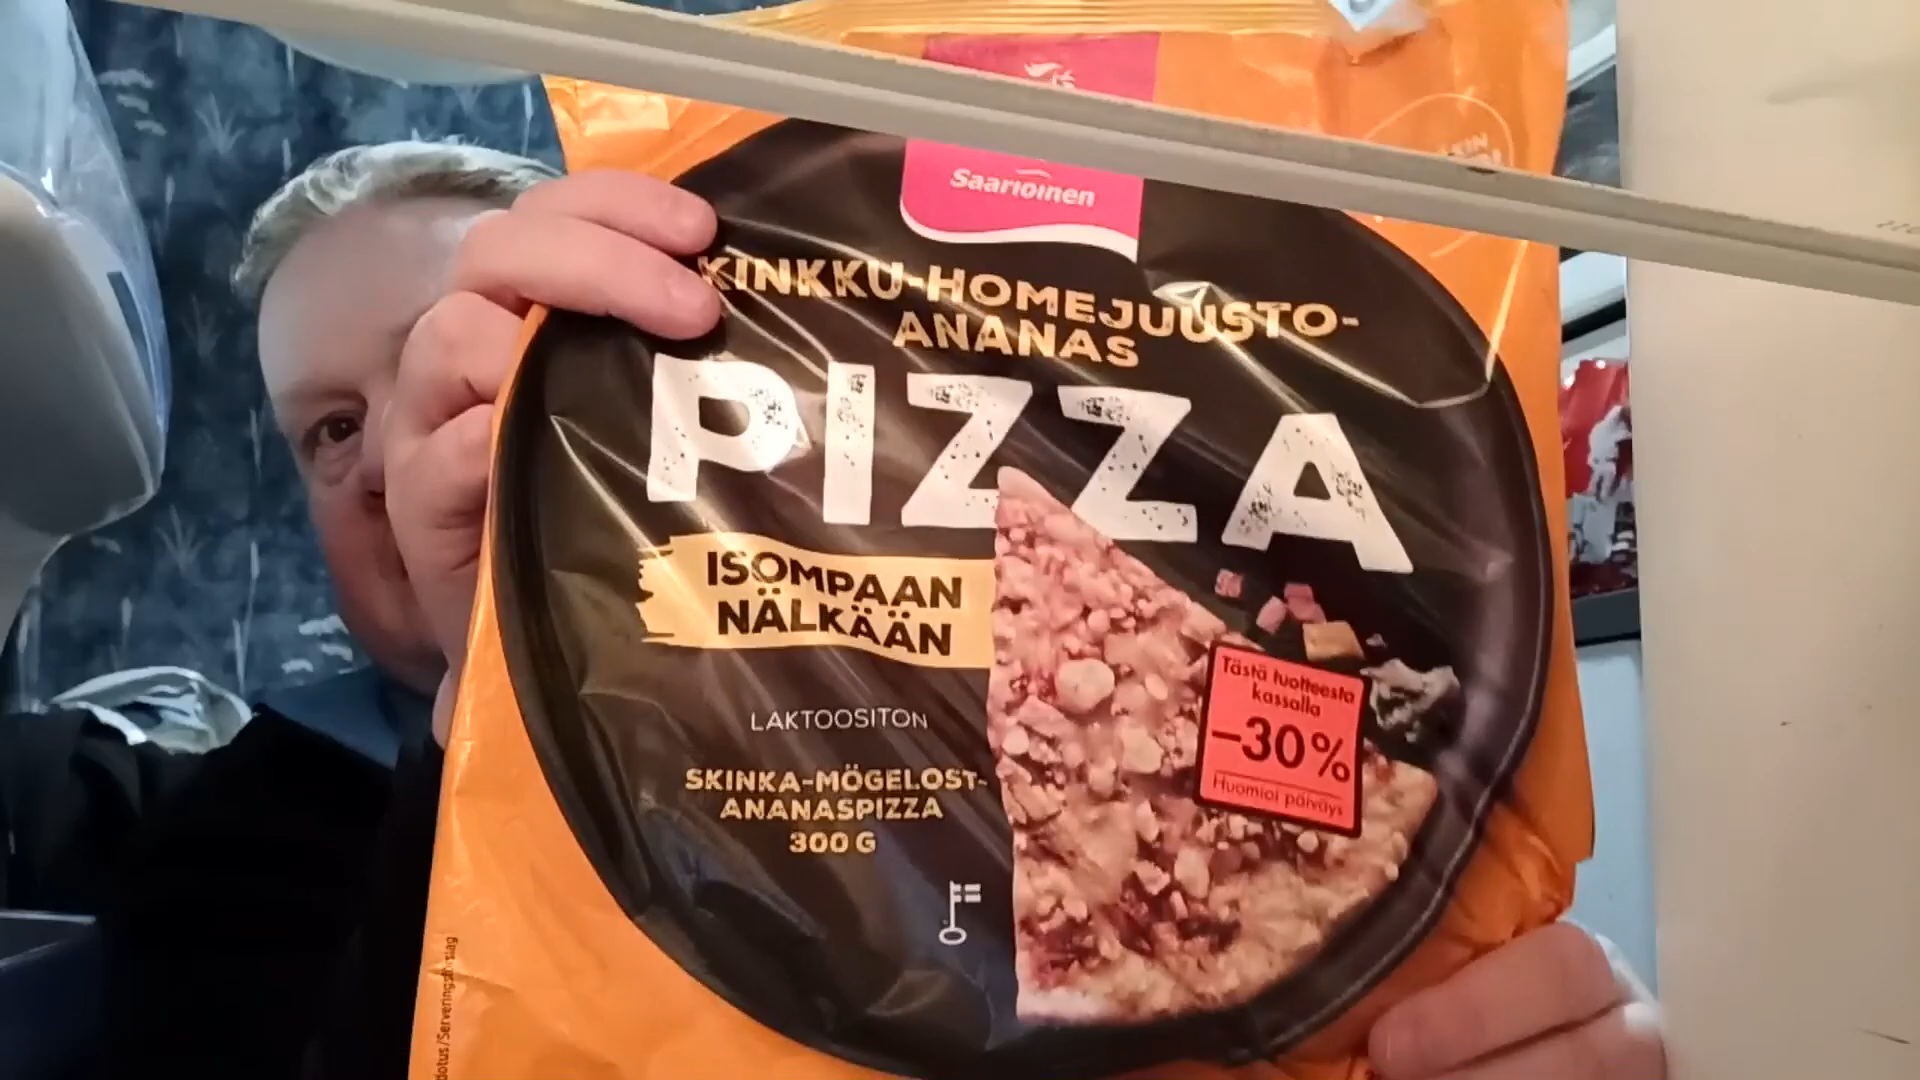 Saarioinen
KINKKU-HOMEJUUSTO-
ANANAS
PIZZA
ISOMPAAN
NÄLKÄÄN
LAKTOOSITON
SKINKA-MÖGELOST-
ANANASPIZZA
300 G
Tästä tuotteesta
kassalla
-30%
Huomioi päiväys